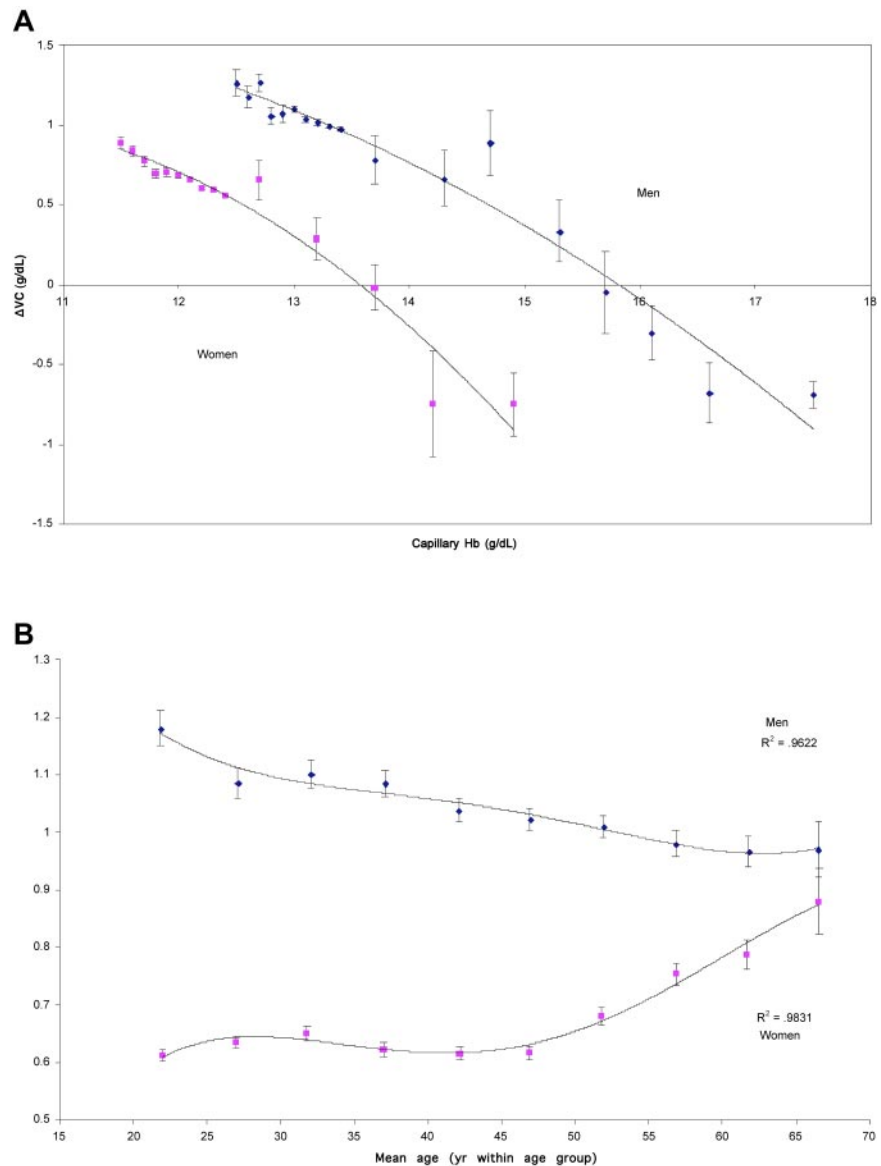 A
1.5
1
0.5
0
-0.5
-1
-1.5
ΔVC (g/dL)
11
12
13
14
15
16
17
18
Men
Women
Capillary Hb (g/dL)
B
1.3
1.2
1.1
1
0.9
0.8
0.7
0.6
0.5
Men
R² = .9622
R² = .9831
Women
15 20 25 30 35 40 45 50 55 60 65 70
Mean age (yr within age group)